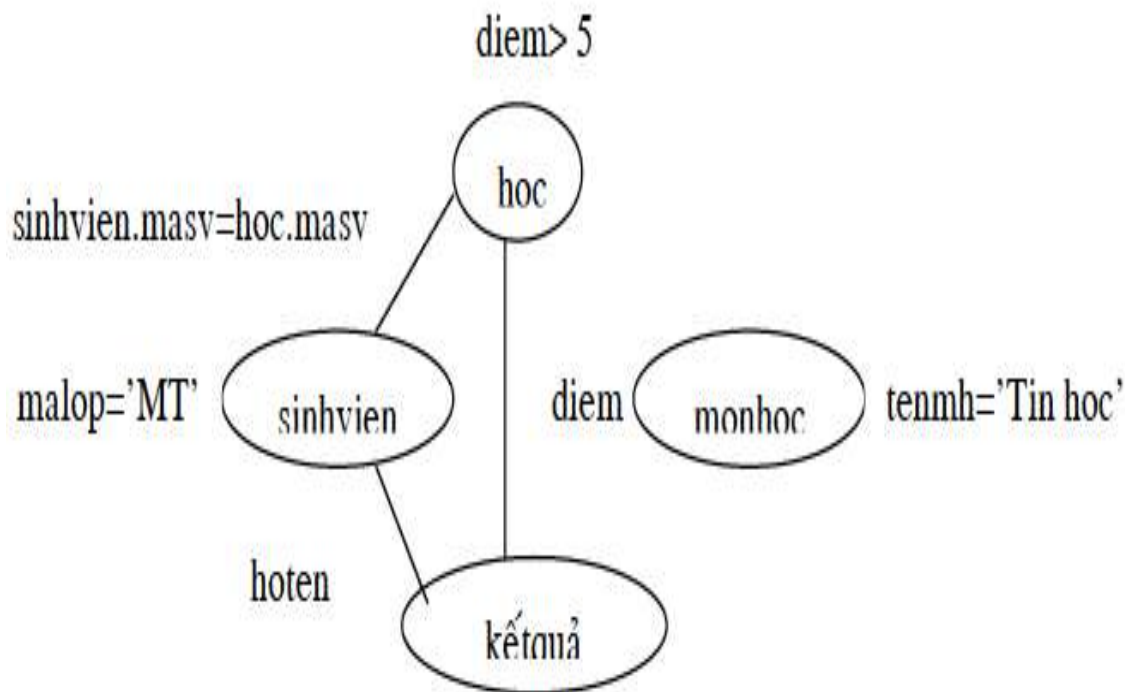 diem> 5
hoc
sinhvien.masv=hoc.masv
malop='MT'
sinhvien
diem
monhoc
tenmh='Tin hoc'
hoten
kếtquả